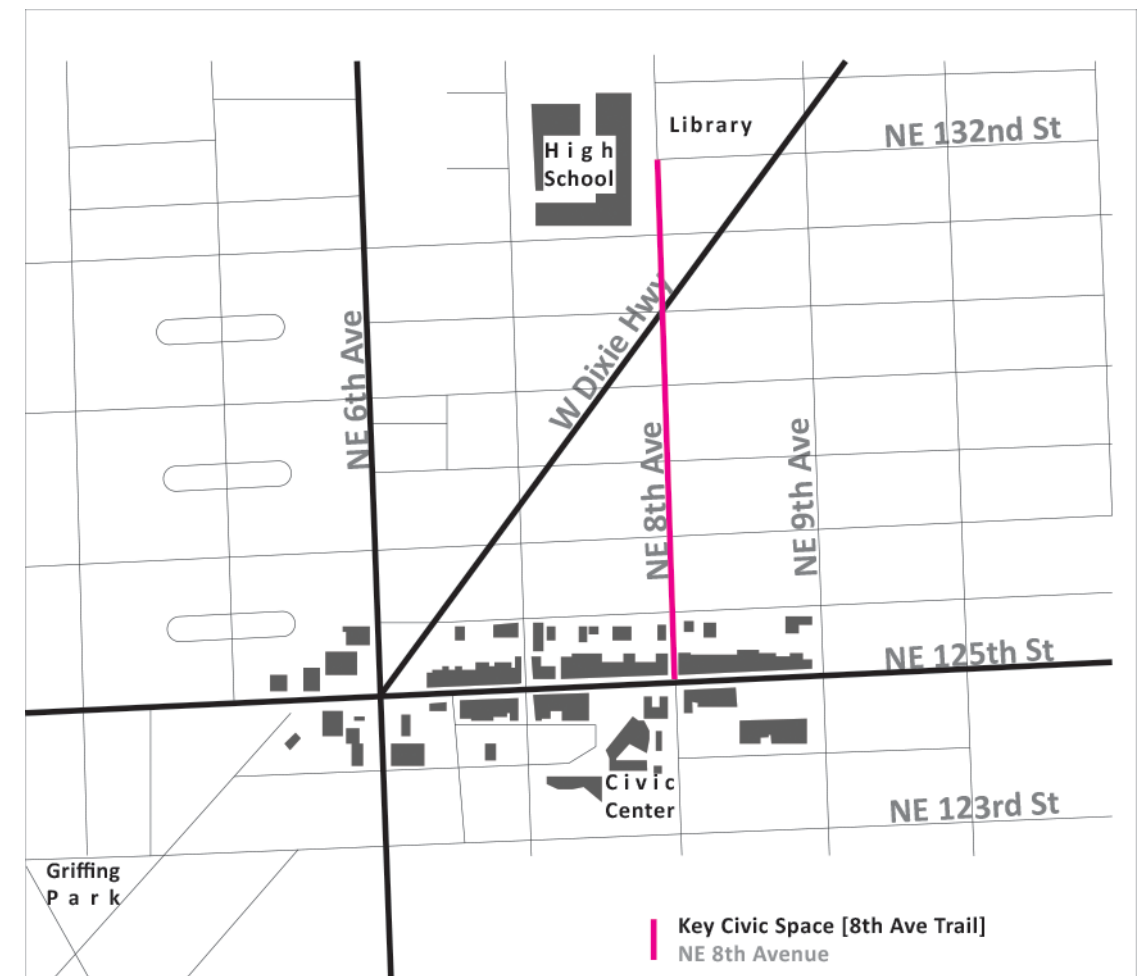 Library
NE 132nd St
High
School
W Dixie Hwy
NE 6th Ave
NE 8th Ave
NE 9th Ave
NE 125th St
Civic
Center
NE 123rd St
Griffing
Park
Key Civic Space [8th Ave Trail]
NE 8th Avenue